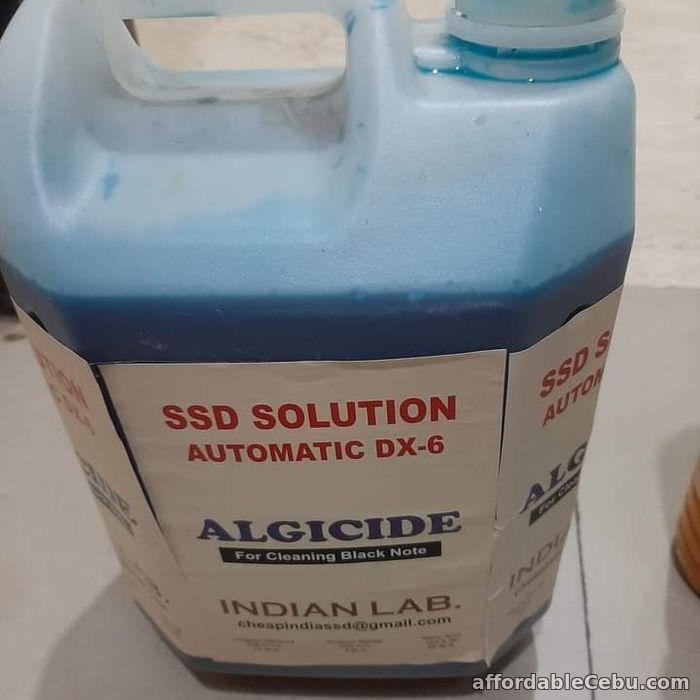 SSD SOLUTION
AUTOMATIC DX-6
ALGICIDE
For Cleaning Black Note
INDIAN LAB.
cheapindiassd@gmail.com
SSD S
AUTOM
ALG
For Cle
INDI
affordableCebu.com